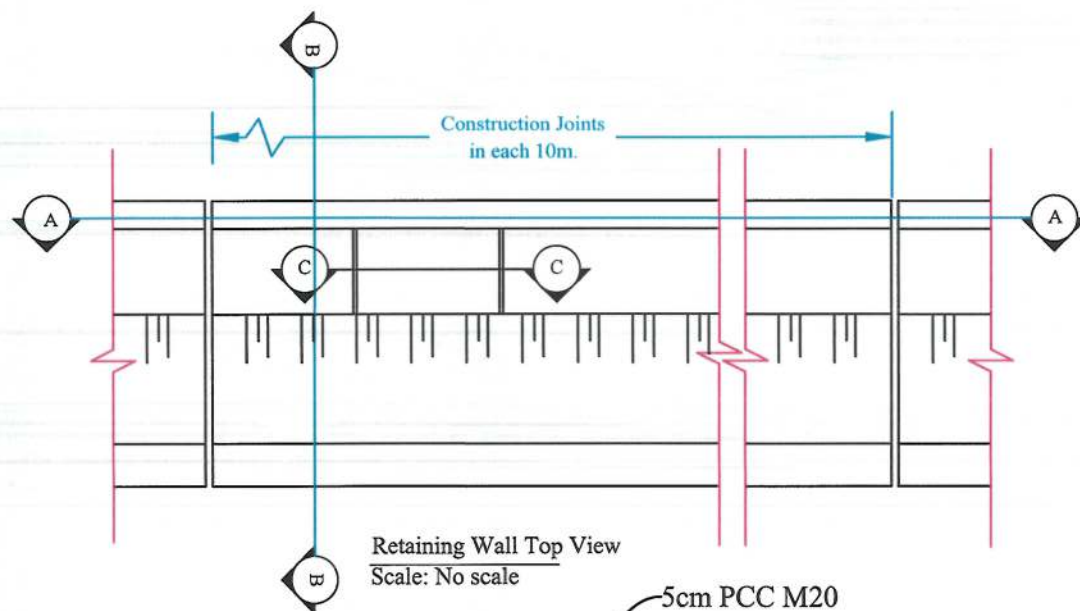 B
Construction Joints
in each 10m.
A
A
C
C
B
Retaining Wall Top View
Scale: No scale
5cm PCC M20